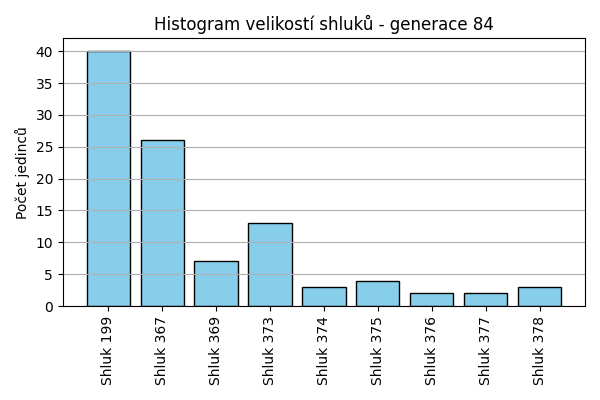 Histogram velikostí shluků - generace 84
Počet jedinců
40
35
30
25
20
15
10
5
0
Shluk 199
Shluk 367
Shluk 369
Shluk 373
Shluk 374
Shluk 375
Shluk 376
Shluk 377
Shluk 378